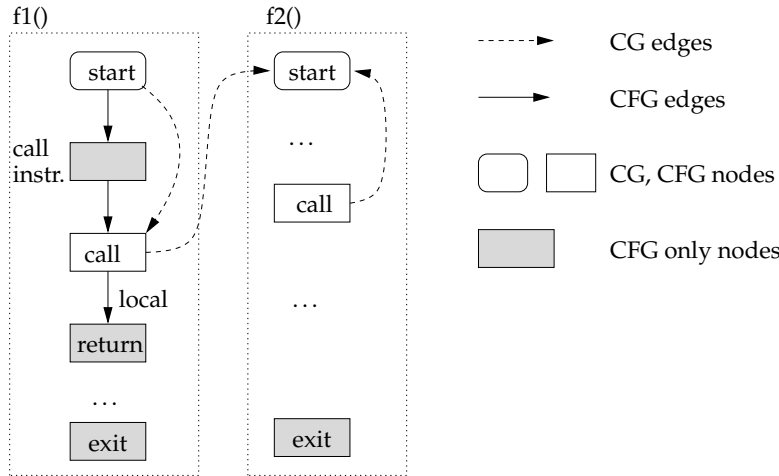 f1()
start
call
instr.
call
local
return
...
exit
f2()
start
...
call
...
exit
CG edges
CFG edges
CG, CFG nodes
CFG only nodes